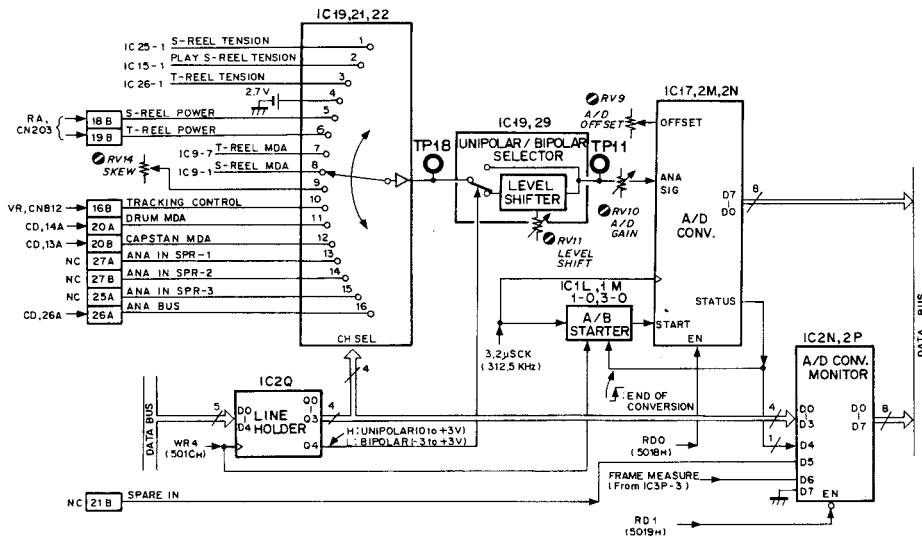 IC19,21,22
IC25-1 S-REEL TENSION 1
IC15-1 PLAY S-REEL TENSION 2
IC26-1 T-REEL TENSION 3
2.7V 4
RA, CN203
18B S-REEL POWER 5
19B T-REEL POWER 6
IC9-7 T-REEL MDA 7
IC9-1 S-REEL MDA 8
RV14 SKEW 9
VR,CN812 16B TRACKING CONTROL 10
CD,14A 20A DRUM MDA 11
CD,13A 20B CAPSTAN MDA 12
NC 27A ANA IN SPR-1 13
NC 27B ANA IN SPR-2 14
NC 25A ANA IN SPR-3 15
CD,26A 26A ANA BUS 16
CH SEL
4
TP18
IC19,29
UNIPOLAR / BIPOLAR
SELECTOR
LEVEL
SHIFTER
RV11
LEVEL
SHIFT
TP11
RV9
A/D
OFFSET
RV10
A/D
GAIN
IC17,2M,2N
OFFSET
ANA
SIG
A/D
CONV.
D7
D0
8
STATUS
START
EN
IC1L,1M
1-0,3-0
A/B
STARTER
3.2µSCK
(312.5 KHz)
END OF
CONVERSION
DATA BUS
IC2Q
5
D0
D4
LINE
HOLDER
Q0
Q3
Q4
4
WR4
(501CH)
H:UNIPOLAR(0 to +3V)
L:BIPOLAR(-3 to +3V)
RD0
(5018H)
NC 21B SPARE IN
FRAME MEASURE
(From IC3P-3)
RD1
(5019H)
IC2N,2P
A/D CONV.
MONITOR
4
D0
D3
1
D4
D5
D6
D7
EN
D0
D7
8
DATA BUS